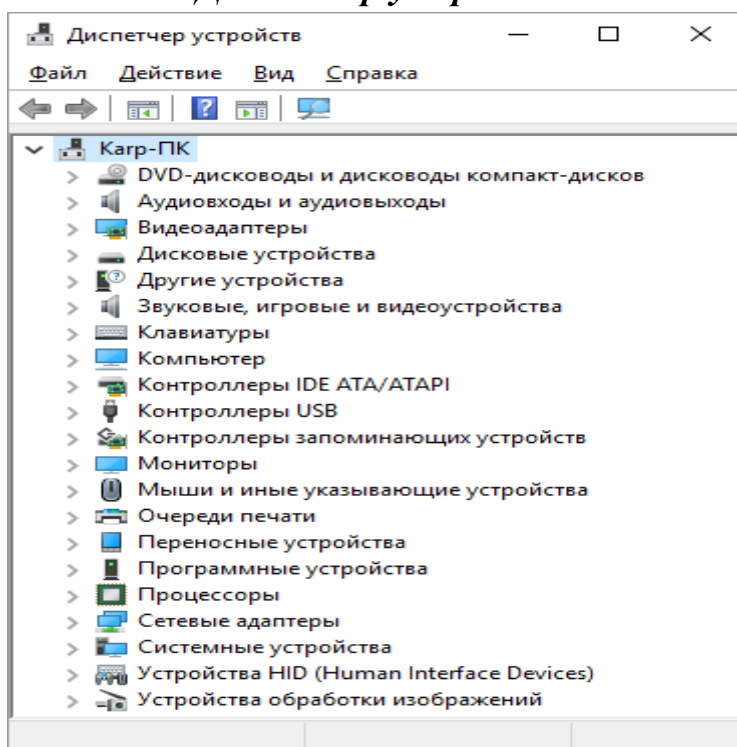 Диспетчер устройств
Файл Действие Вид Справка
Karp-ПК
DVD-дисководы и дисководы компакт-дисков
Аудиовходы и аудиовыходы
Видеоадаптеры
Дисковые устройства
Другие устройства
Звуковые, игровые и видеоустройства
Клавиатуры
Компьютер
Контроллеры IDE ATA/ATAPI
Контроллеры USB
Контроллеры запоминающих устройств
Мониторы
Мыши и иные указывающие устройства
Очереди печати
Переносные устройства
Программные устройства
Процессоры
Сетевые адаптеры
Системные устройства
Устройства HID (Human Interface Devices)
Устройства обработки изображений